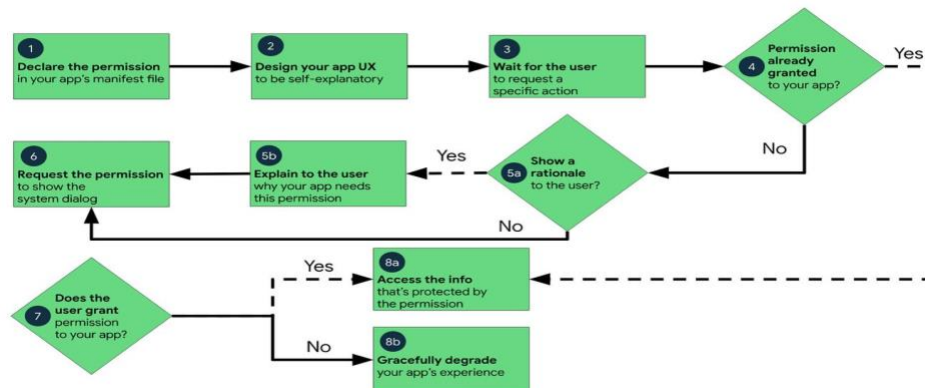 1
Declare the permission
in your app's manifest file
2
Design your app UX
to be self-explanatory
3
Wait for the user
to request a
specific action
Permission
already
granted
4
to your app?
Yes
No
6
Request the permission
to show the
system dialog
5b
Explain to the user
why your app needs
this permission
Yes
Show a
5a
rationale
to the user?
No
Does the
user grant
7
permission
to your app?
Yes
8a
Access the info
that's protected by
the permission
No
8b
Gracefully degrade
your app's experience